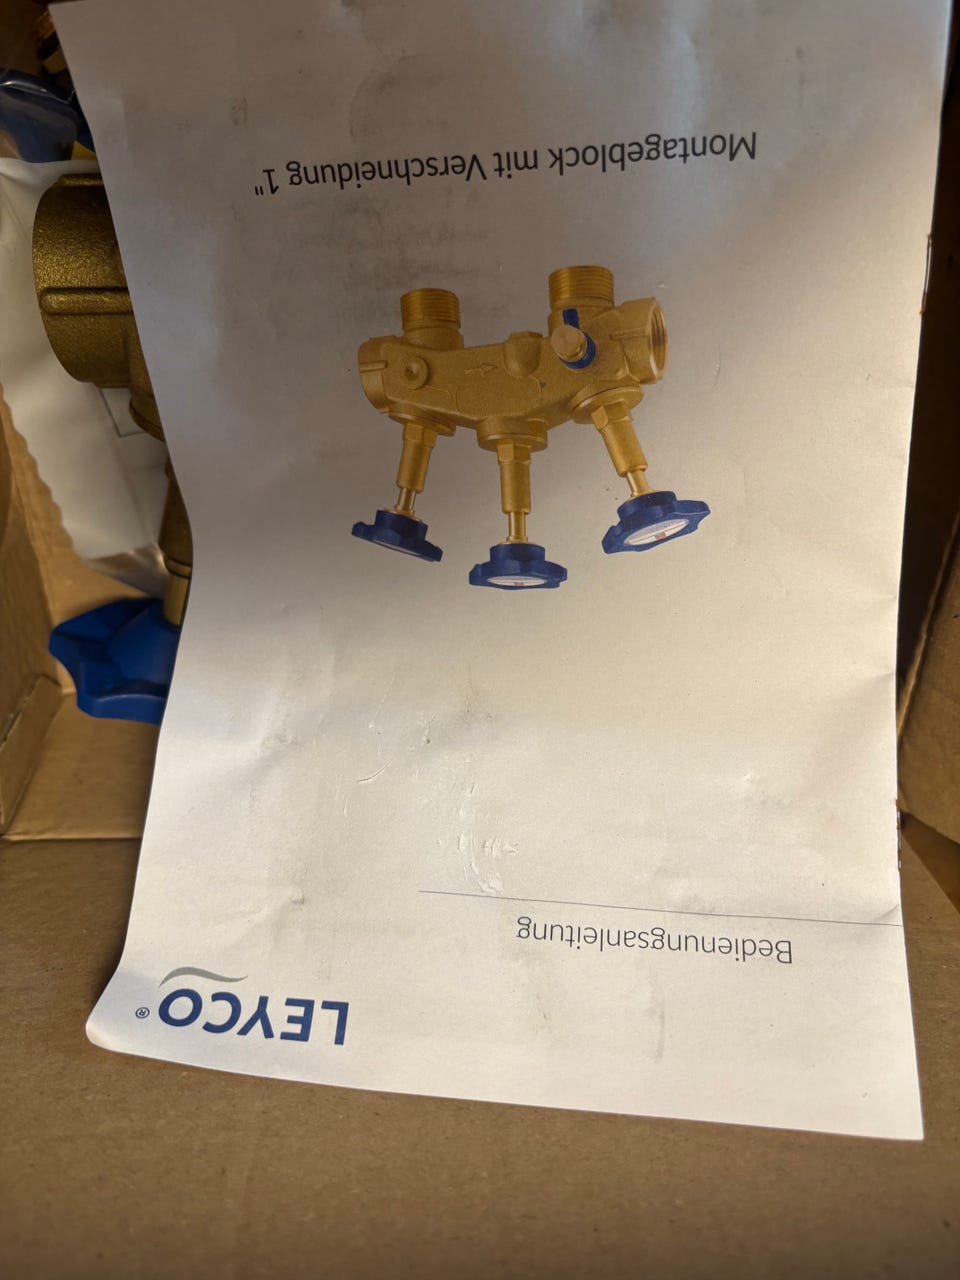 LEYCO®
Bedienungsanleitung
Montageblock mit Verschneidung 1"